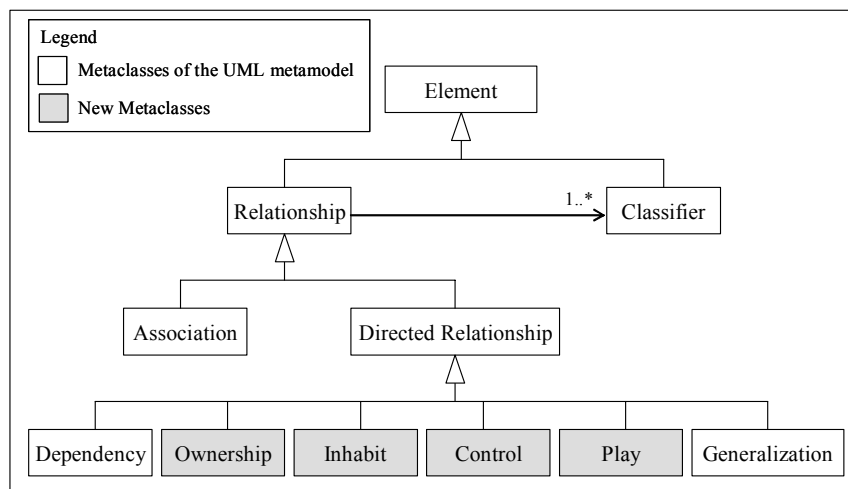 Legend
Metaclasses of the UML metamodel
New Metaclasses
Element
Relationship
1..*
Classifier
Association
Directed Relationship
Dependency
Ownership
Inhabit
Control
Play
Generalization